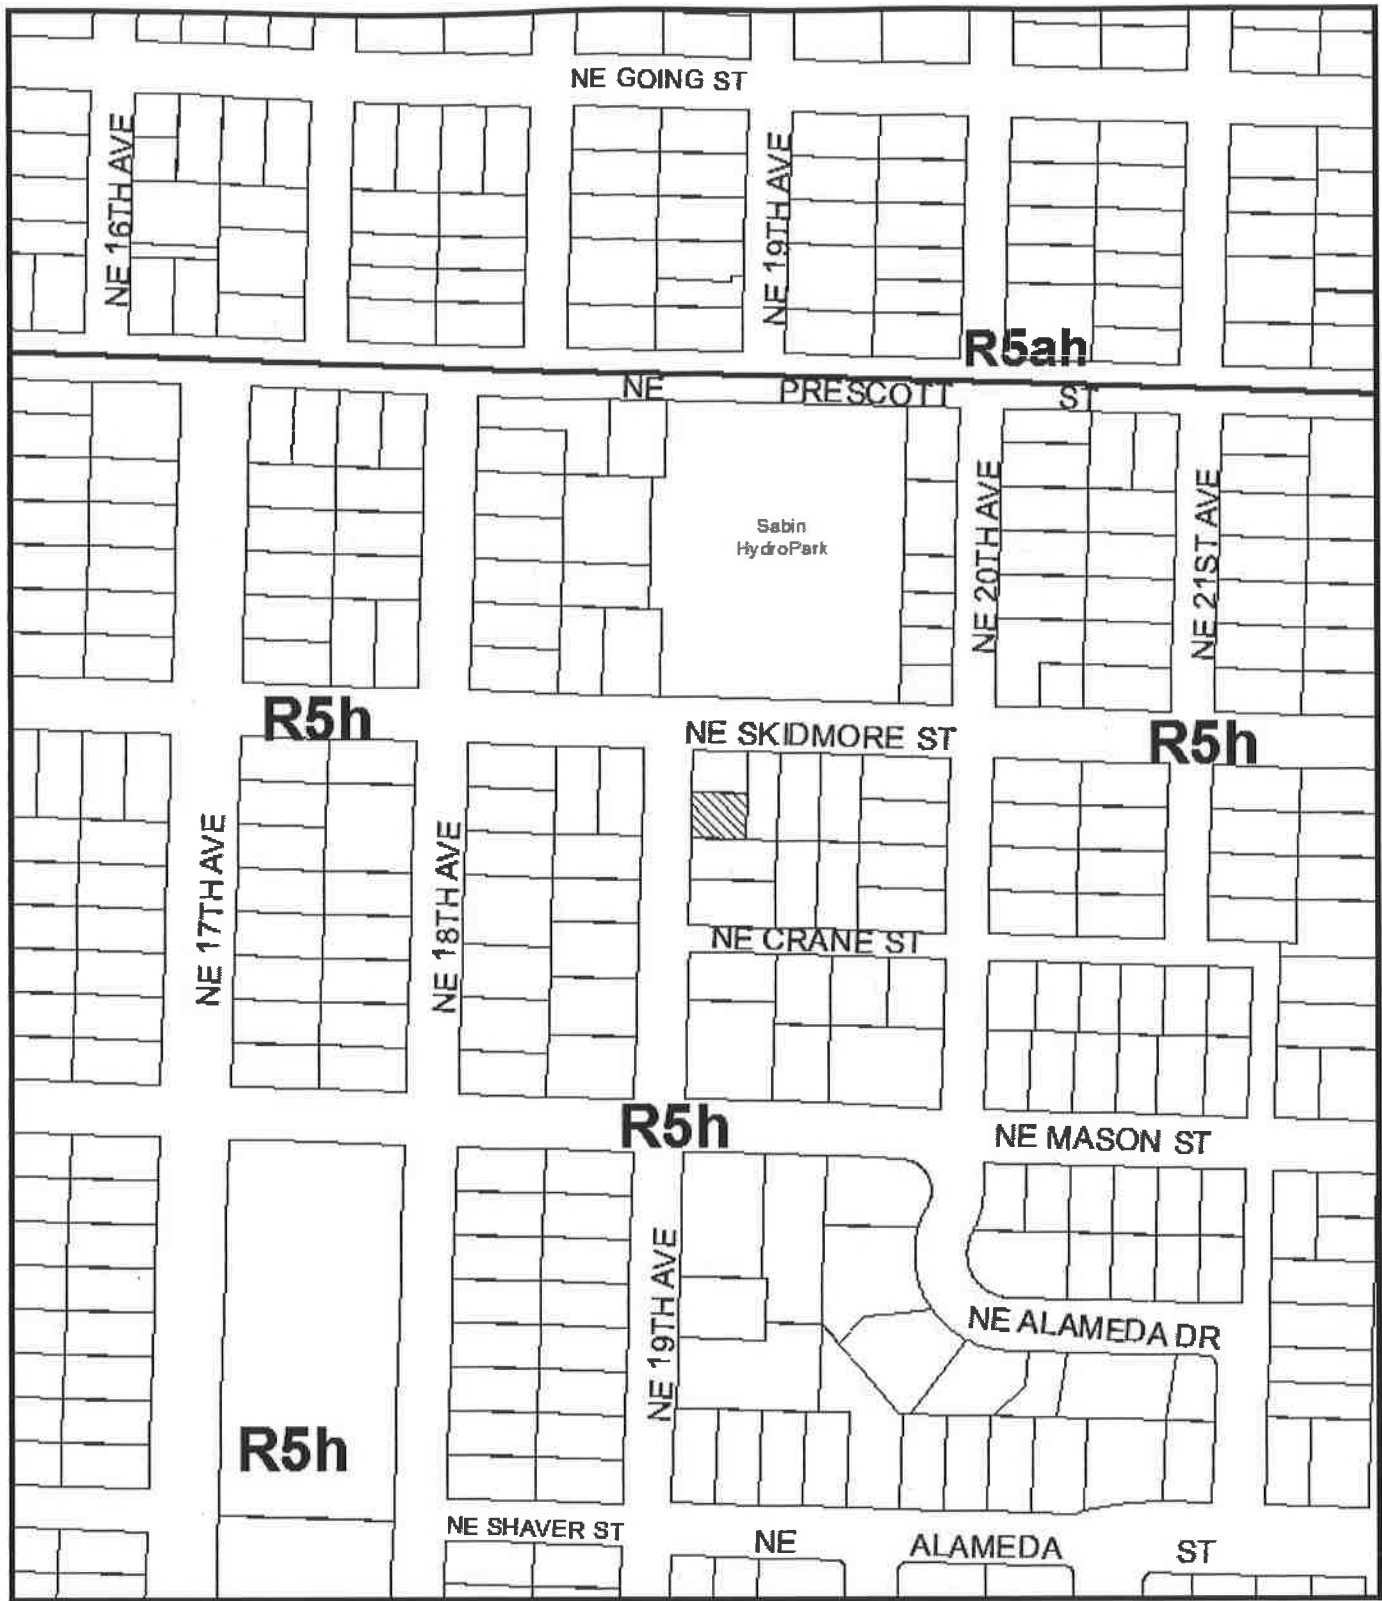 NE GOING ST
NE 16TH AVE
NE 19TH AVE
R5ah
NE PRESCOTT ST
Sabin
HydroPark
NE 20TH AVE
NE 21ST AVE
R5h
NE SKIDMORE ST
R5h
NE 17TH AVE
NE 18TH AVE
NE CRANE ST
R5h
NE MASON ST
NE 19TH AVE
NE ALAMEDA DR
R5h
NE SHAVER ST
NE ALAMEDA ST